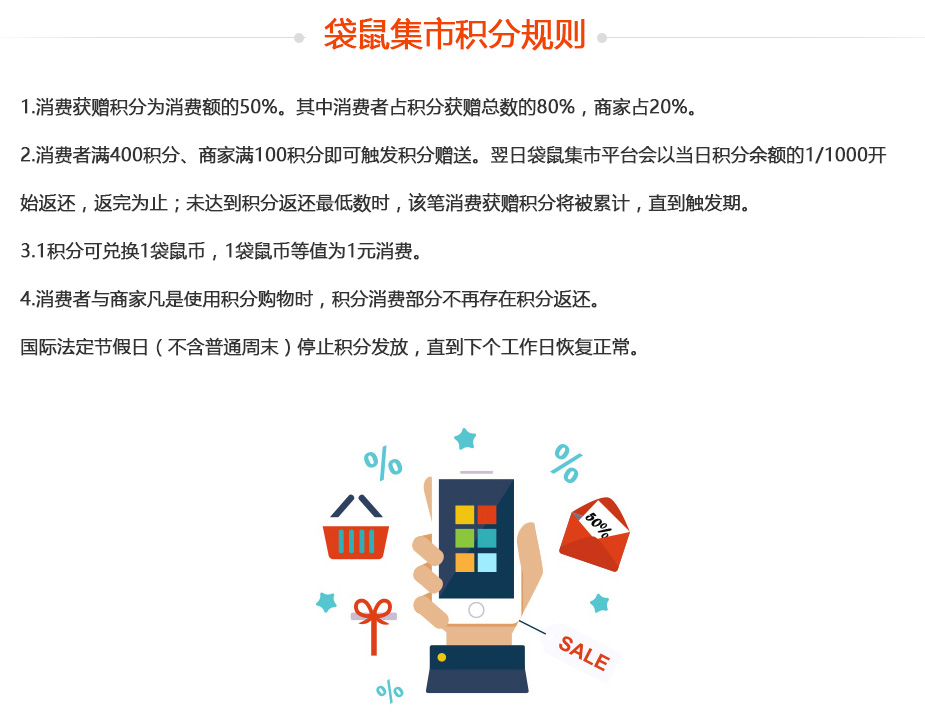 袋鼠集市积分规则
1.消费获赠积分为消费额的50%。其中消费者占积分获赠总数的80%，商家占20%。
2.消费者满400积分、商家满100积分即可触发积分赠送。翌日袋鼠集市平台会以当日积分余额的1/1000开
始返还，返完为止；未达到积分返还最低数时，该笔消费获赠积分将被累计，直到触发期。
3.1积分可兑换1袋鼠币，1袋鼠币等值为1元消费。
4.消费者与商家凡是使用积分购物时，积分消费部分不再存在积分返还。
国际法定节假日（不含普通周末）停止积分发放，直到下个工作日恢复正常。
%
%
50%
SALE
%